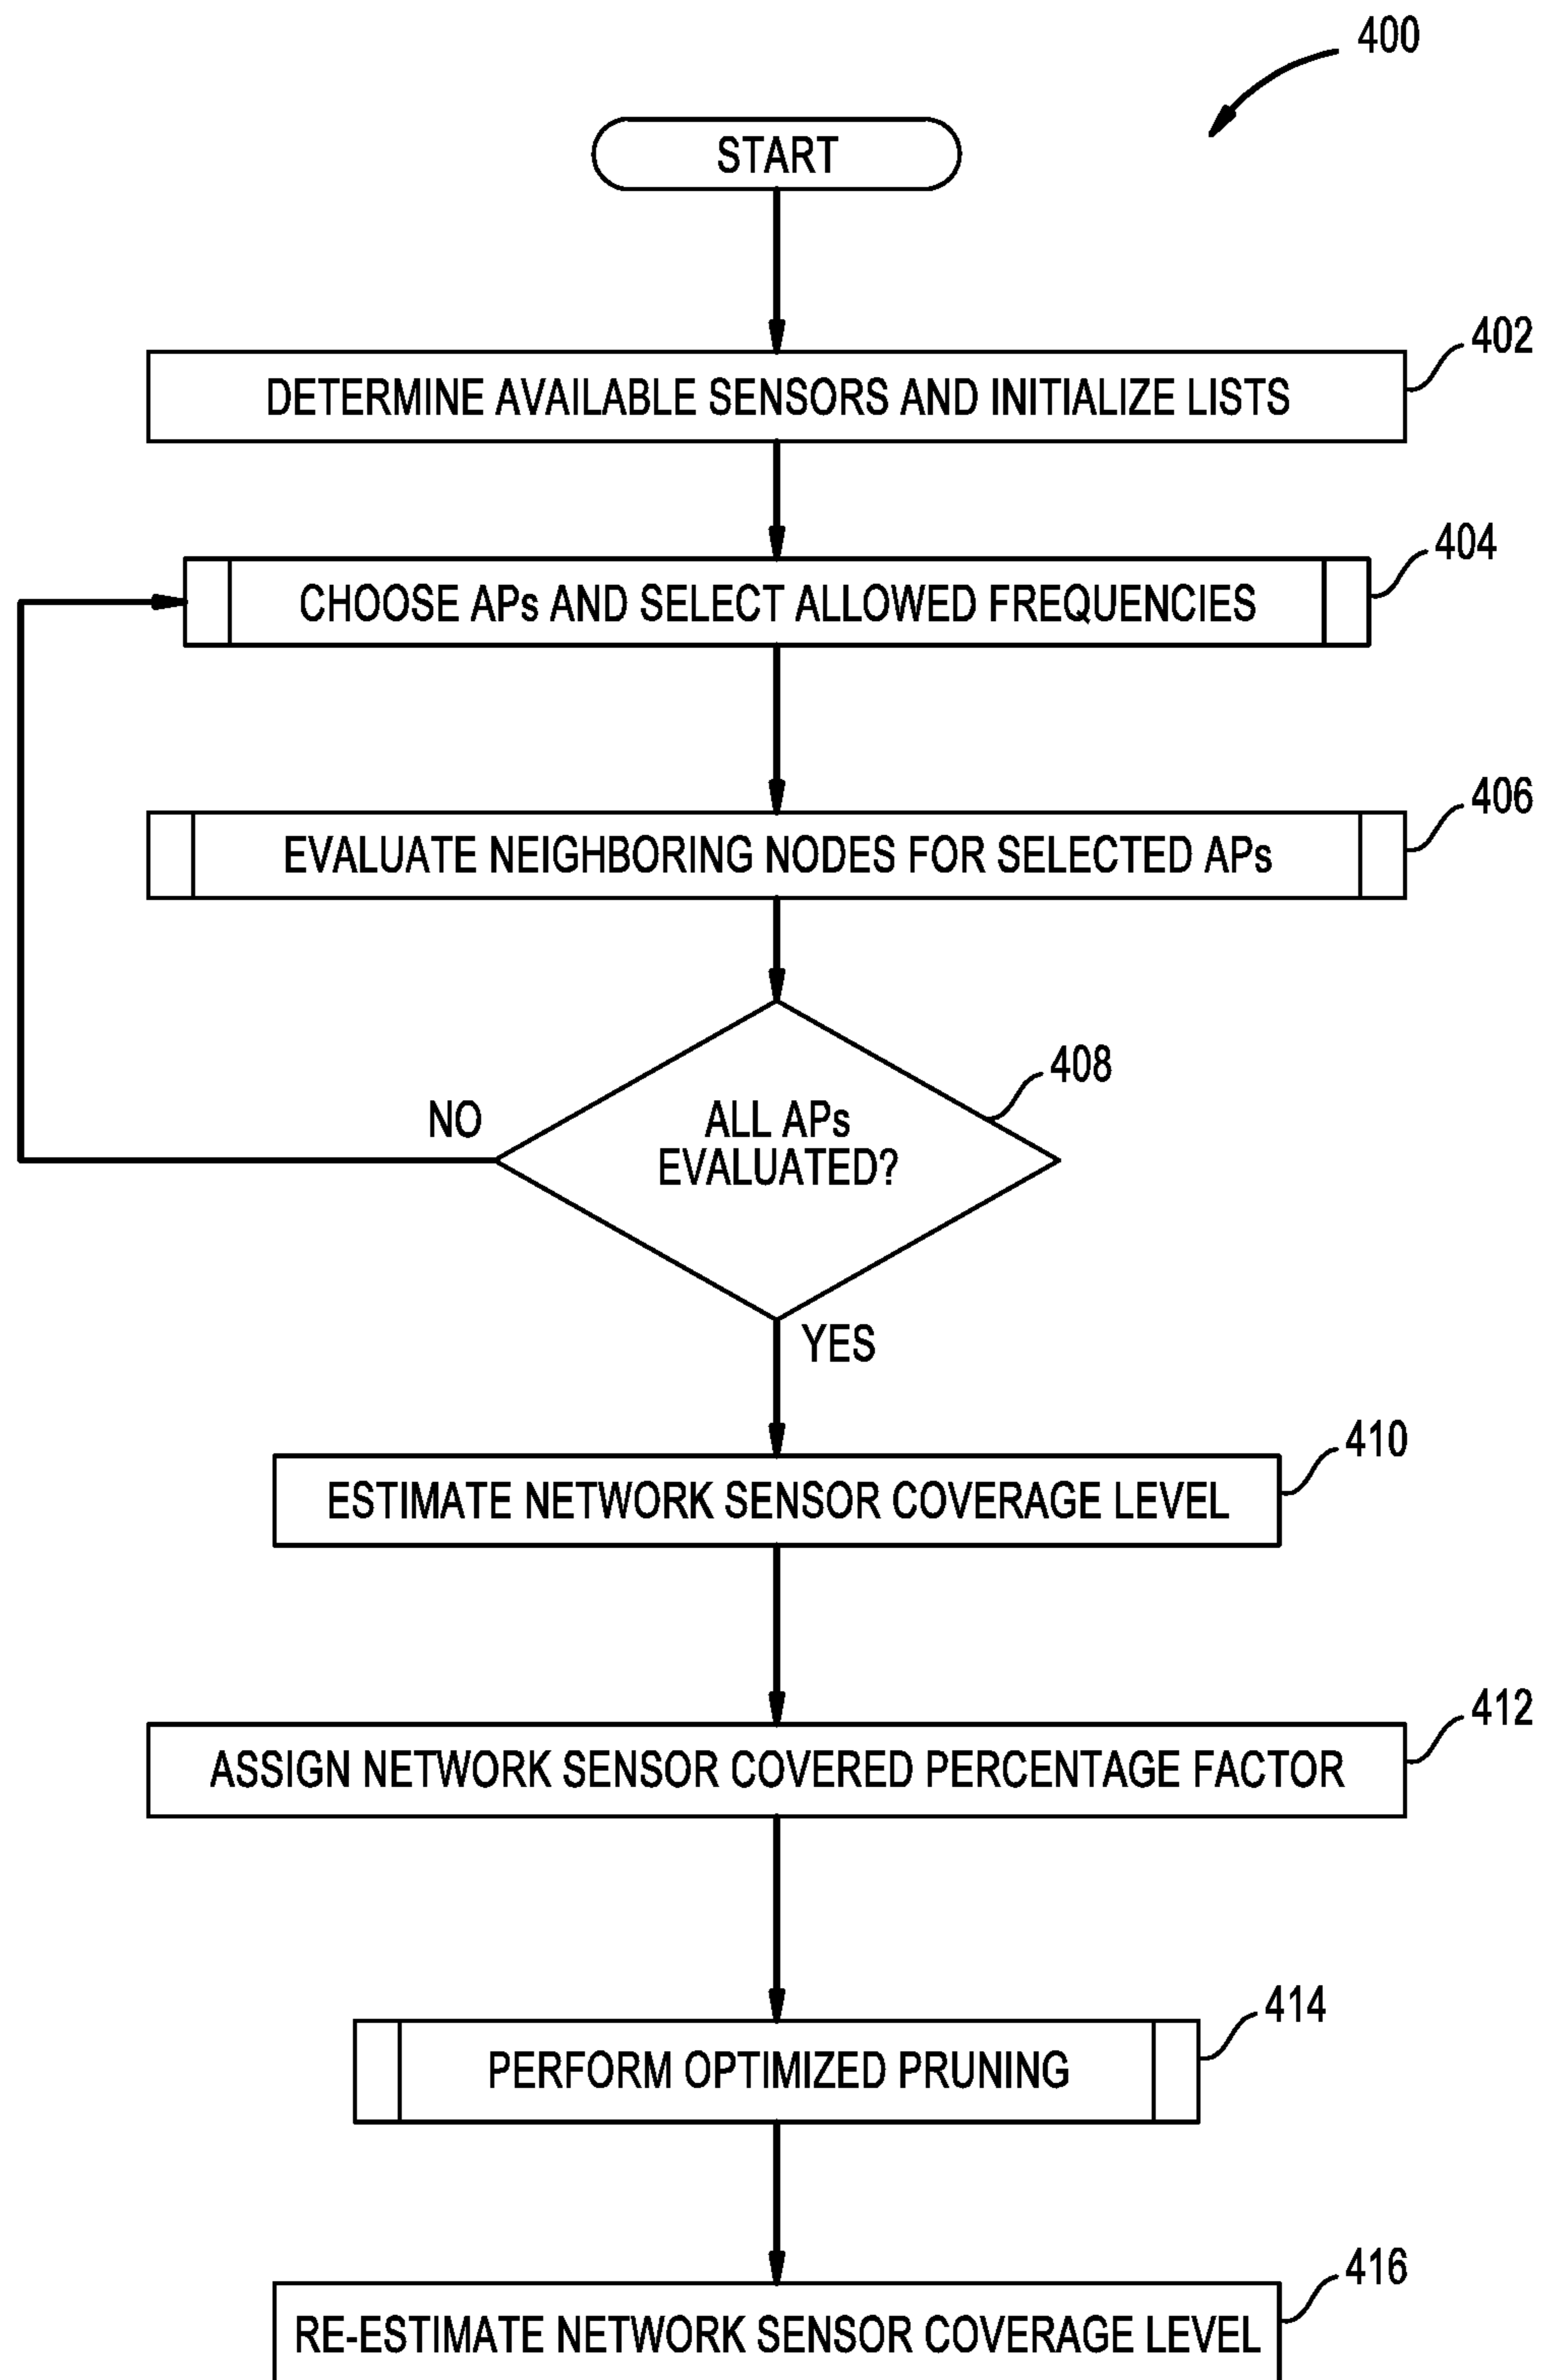 400
START
402
DETERMINE AVAILABLE SENSORS AND INITIALIZE LISTS
404
CHOOSE APs AND SELECT ALLOWED FREQUENCIES
406
EVALUATE NEIGHBORING NODES FOR SELECTED APs
408
NO
ALL APs
EVALUATED?
YES
410
ESTIMATE NETWORK SENSOR COVERAGE LEVEL
412
ASSIGN NETWORK SENSOR COVERED PERCENTAGE FACTOR
414
PERFORM OPTIMIZED PRUNING
416
RE-ESTIMATE NETWORK SENSOR COVERAGE LEVEL